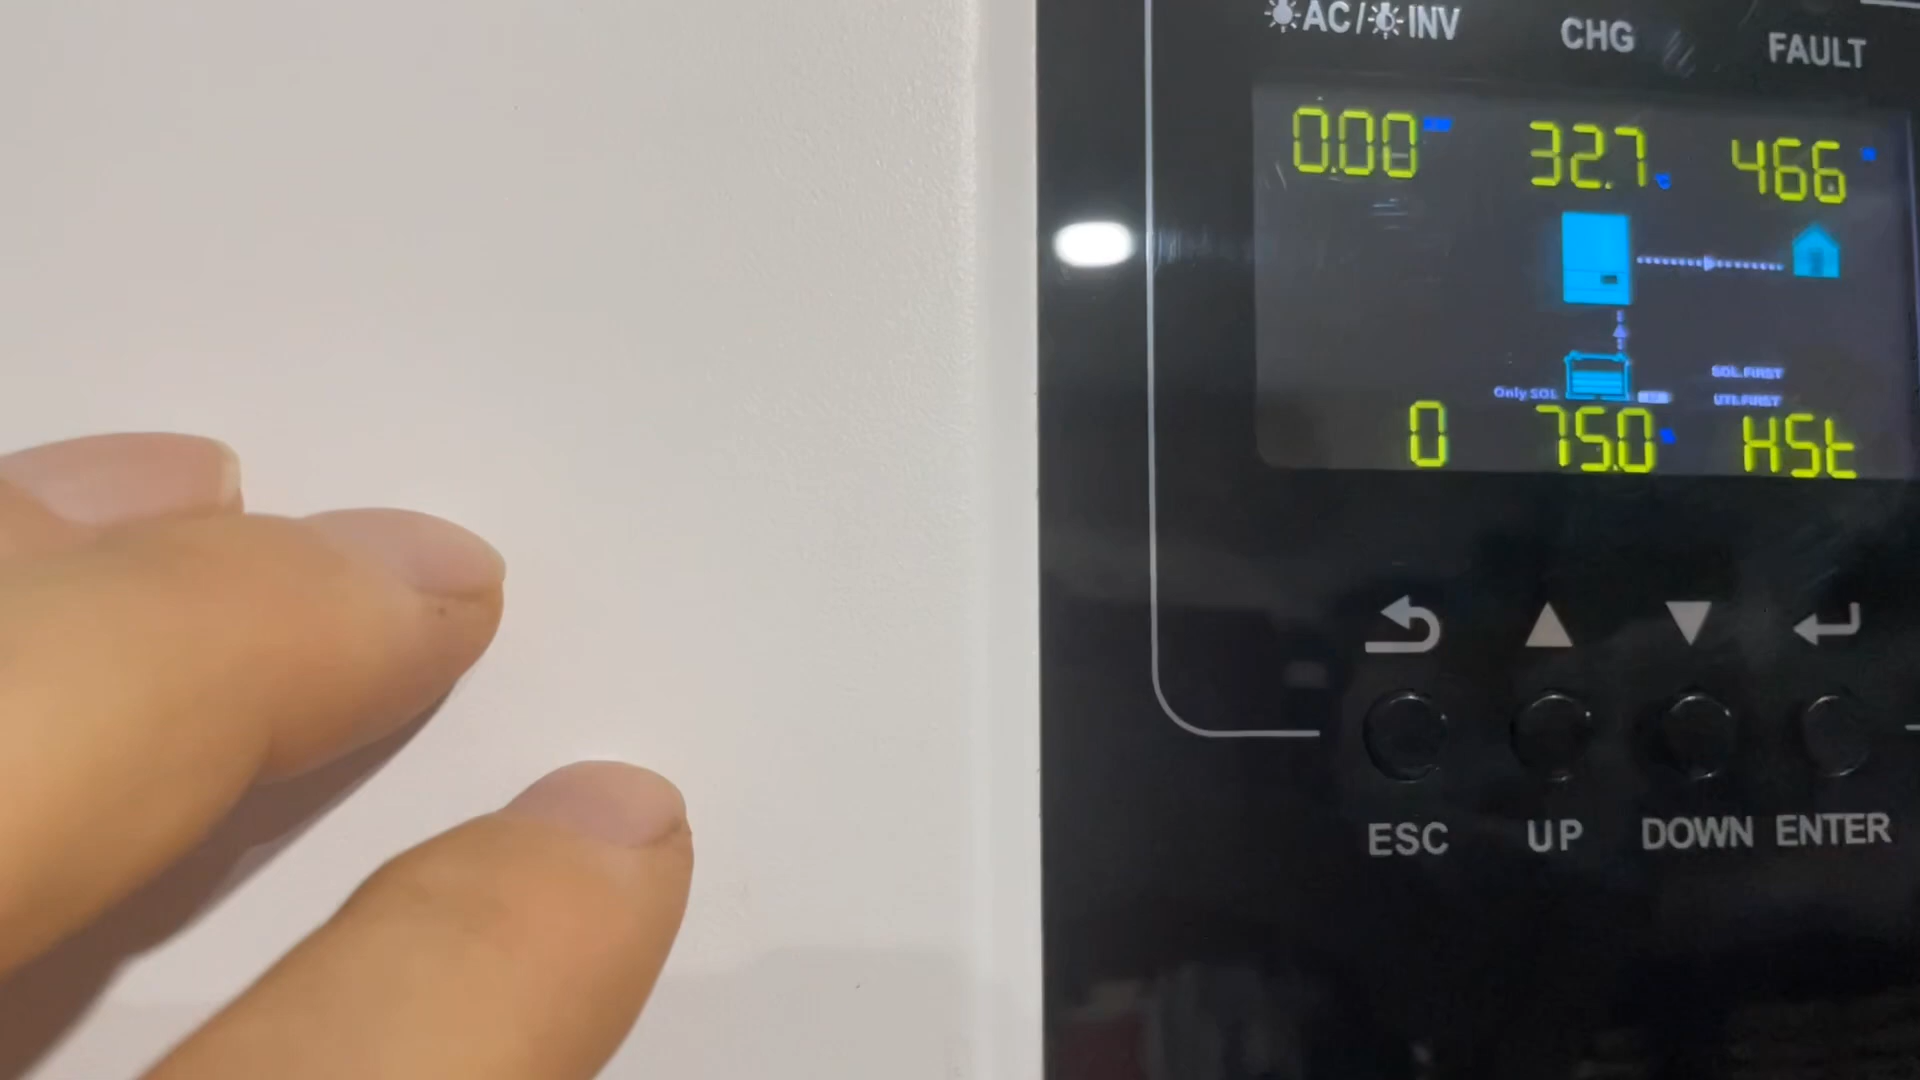 AC/ INV CHG FAULT
0.00 32.7 °C 466
SOL.FIRST
Only SOL
UTI.FIRST
0 75.0 HSt
ESC UP DOWN ENTER